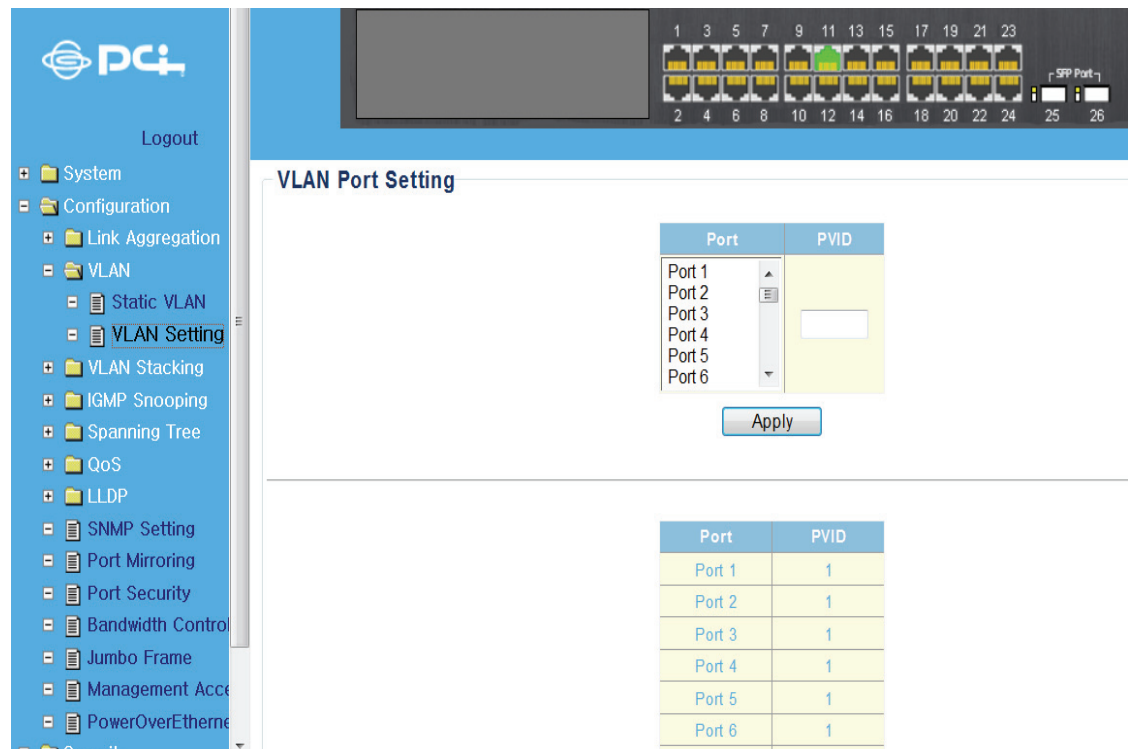 PCi
Logout
System
Configuration
Link Aggregation
VLAN
Static VLAN
VLAN Setting
VLAN Stacking
IGMP Snooping
Spanning Tree
QoS
LLDP
SNMP Setting
Port Mirroring
Port Security
Bandwidth Control
Jumbo Frame
Management Acce
PowerOverEtherne
1 3 5 7 9 11 13 15 17 19 21 23
SFP Port
2 4 6 8 10 12 14 16 18 20 22 24 25 26
VLAN Port Setting
Port PVID
Port 1
Port 2
Port 3
Port 4
Port 5
Port 6
Apply
Port PVID
Port 1 1
Port 2 1
Port 3 1
Port 4 1
Port 5 1
Port 6 1